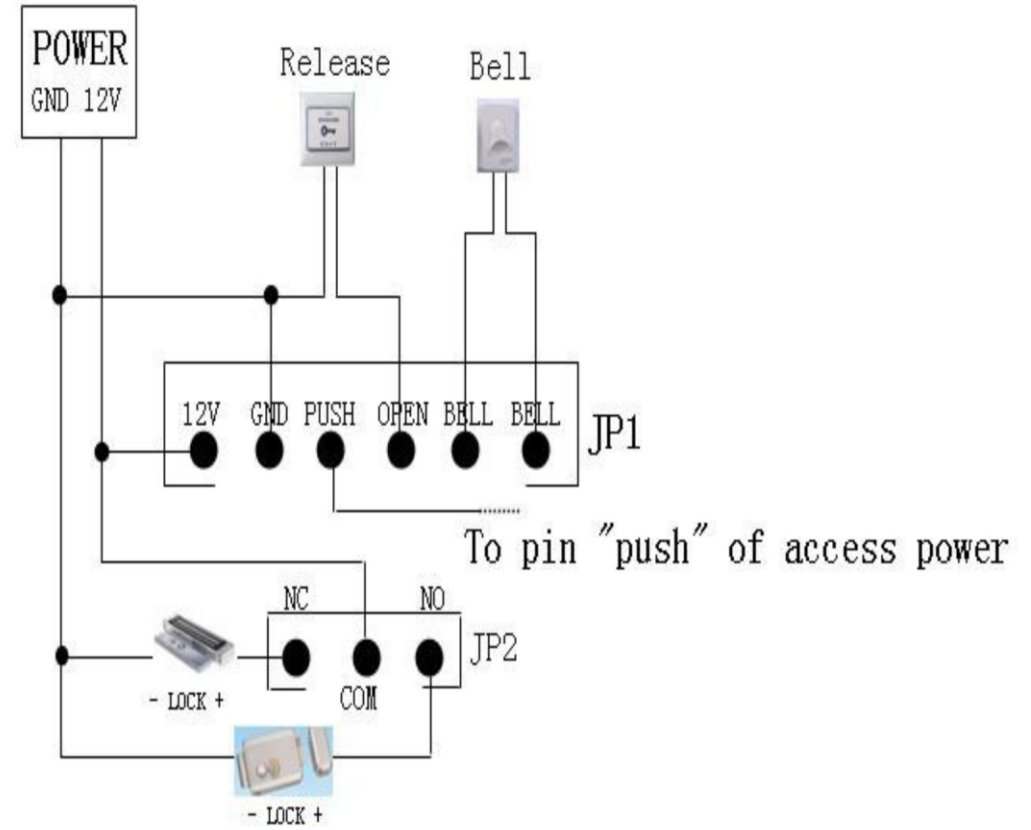 POWER
GND 12V
Release
Bell
12V GND PUSH OPEN BELL BELL
JP1
To pin "push" of access power
NC NO
JP2
COM
- LOCK +
- LOCK +